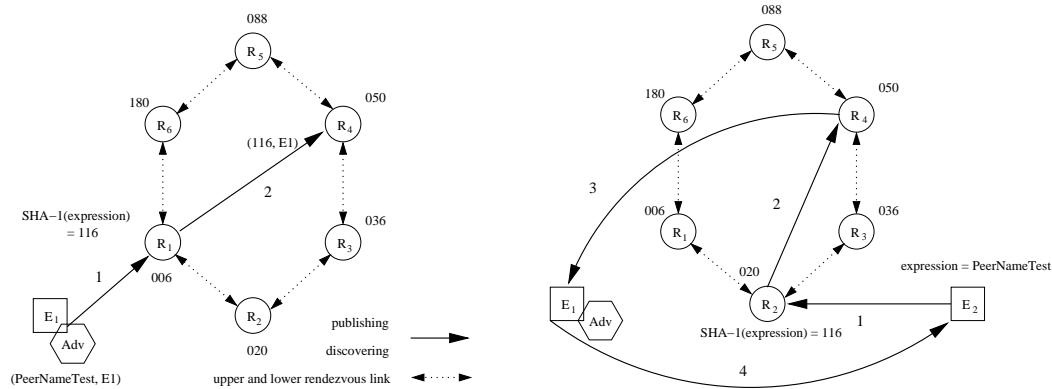 088
R5
180
R6
050
R4
(116, E1)
2
SHA−1(expression)
= 116
R1
006
036
R3
1
E1
Adv
(PeerNameTest, E1)
R2
020
publishing
discovering
upper and lower rendezvous link
088
R5
180
R6
050
R4
3
2
006
R1
036
R3
020
R2
expression = PeerNameTest
E1
Adv
1
E2
SHA−1(expression) = 116
4